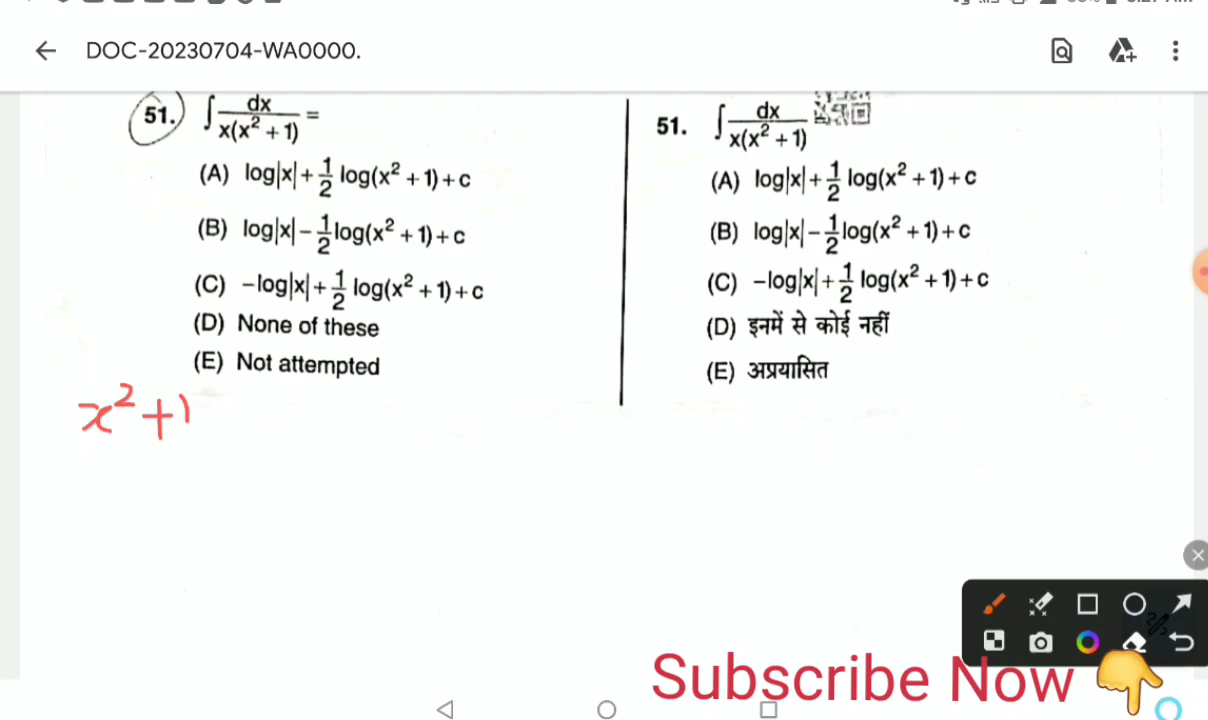 DOC-20230704-WA0000.
51. ∫ dx / x(x² + 1) =
(A) log|x| + 1/2 log(x² + 1) + c
(B) log|x| − 1/2 log(x² + 1) + c
(C) −log|x| + 1/2 log(x² + 1) + c
(D) None of these
(E) Not attempted
x² + 1
51. ∫ dx / x(x² + 1)
(A) log|x| + 1/2 log(x² + 1) + c
(B) log|x| − 1/2 log(x² + 1) + c
(C) −log|x| + 1/2 log(x² + 1) + c
(D) इनमें से कोई नहीं
(E) अप्रयासित
Subscribe Now